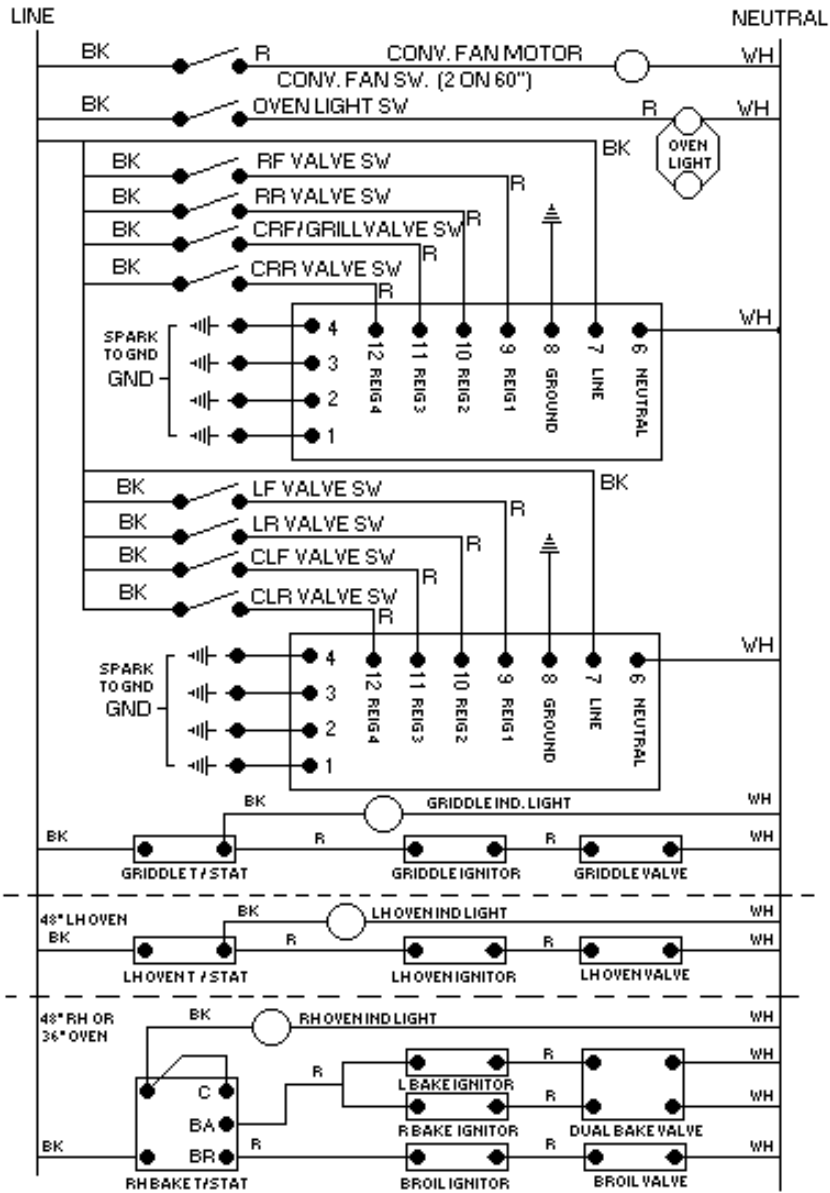 LINE NEUTRAL
BK R CONV. FAN MOTOR WH
CONV. FAN SW. (2 ON 60")
BK OVEN LIGHT SW R WH
OVEN
LIGHT
BK
BK RF VALVE SW
R
BK RR VALVE SW
R
BK CRF/GRILL VALVE SW
R
BK CRR VALVE SW
R
WH
SPARK
TO GND
GND
4
3
2
1
12 REIG4
11 REIG3
10 REIG2
9 REIG1
8 GROUND
7 LINE
6 NEUTRAL
BK
BK LF VALVE SW
R
BK LR VALVE SW
R
BK CLF VALVE SW
R
BK CLR VALVE SW
R
WH
SPARK
TO GND
GND
4
3
2
1
12 REIG4
11 REIG3
10 REIG2
9 REIG1
8 GROUND
7 LINE
6 NEUTRAL
BK GRIDDLE IND. LIGHT WH
BK R R WH
GRIDDLE T/STAT GRIDDLE IGNITOR GRIDDLE VALVE
48" LH OVEN BK LH OVEN IND LIGHT WH
BK R R WH
LH OVEN T/STAT LH OVEN IGNITOR LH OVEN VALVE
48" RH OR
36" OVEN
BK RH OVEN IND LIGHT WH
R R WH
L BAKE IGNITOR
C
R WH
BA
R BAKE IGNITOR DUAL BAKE VALVE
BK BR R R WH
RH BAKE T/STAT BROIL IGNITOR BROIL VALVE